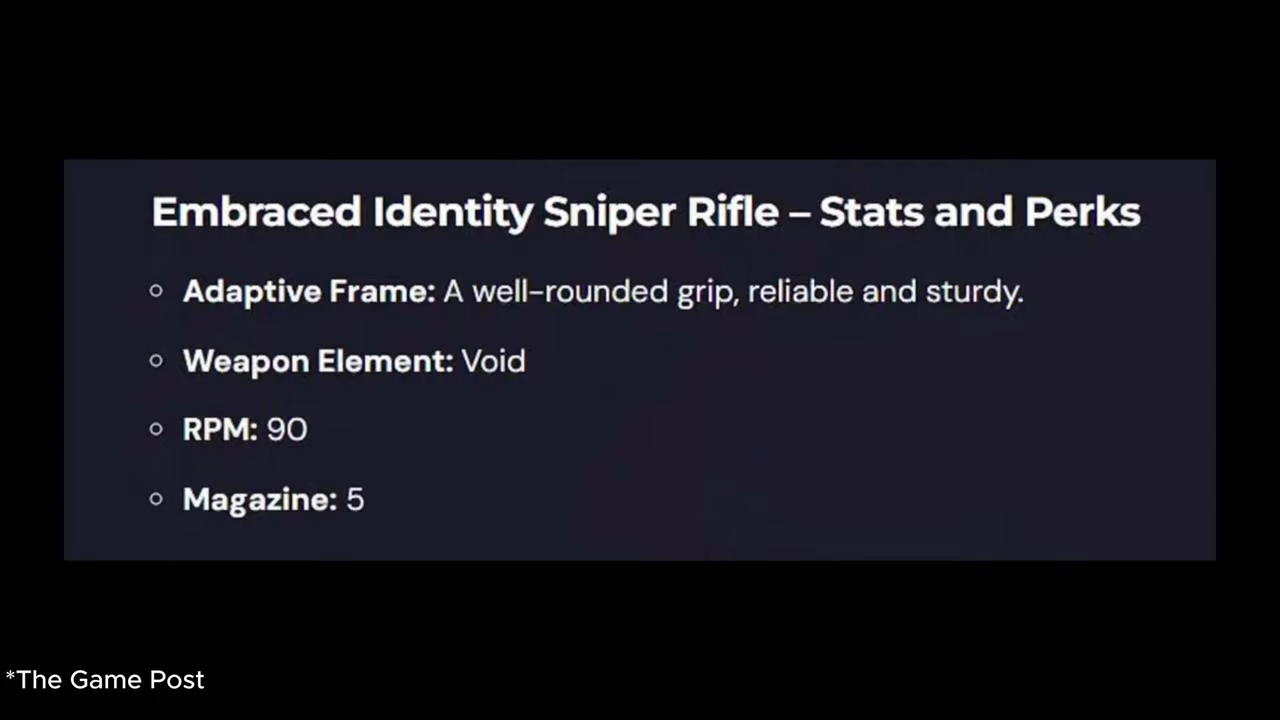 Embraced Identity Sniper Rifle – Stats and Perks
Adaptive Frame: A well-rounded grip, reliable and sturdy.
Weapon Element: Void
RPM: 90
Magazine: 5
*The Game Post